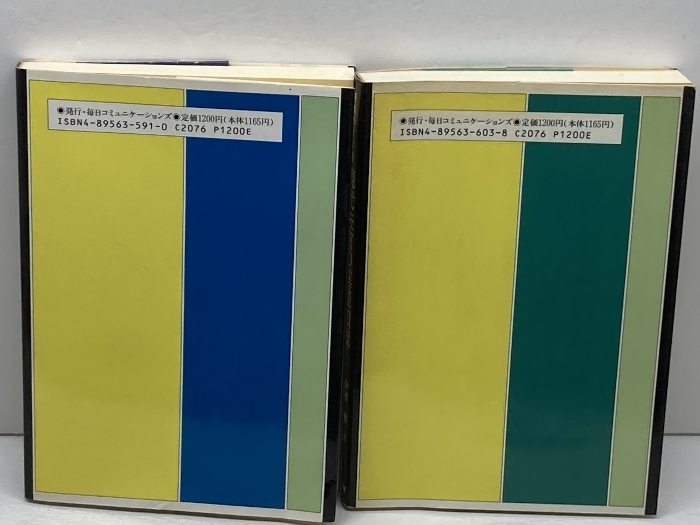 ●発行・毎日コミュニケーションズ●定価1200円(本体1165円)
ISBN4-89563-591-0 C2076 P1200E
●発行・毎日コミュニケーションズ●定価1200円(本体1165円)
ISBN4-89563-603-8 C2076 P1200E